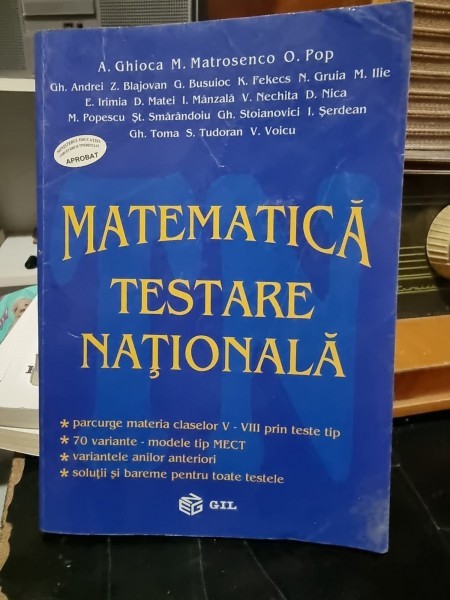 A. Ghioca M. Matrosenco O. Pop
Gh. Andrei Z. Blajovan G. Busuioc K. Fekecs N. Gruia M. Ilie
E. Irimia D. Matei I. Mânzală V. Nechita D. Nica
M. Popescu Şt. Smărăndoiu Gh. Stoianovici I. Şerdean
Gh. Toma S. Tudoran V. Voicu
APROBAT
MATEMATICĂ
TESTARE
NAŢIONALĂ
* parcurge materia claselor V - VIII prin teste tip
* 70 variante - modele tip MECT
* variantele anilor anteriori
* soluţii şi bareme pentru toate testele
GIL